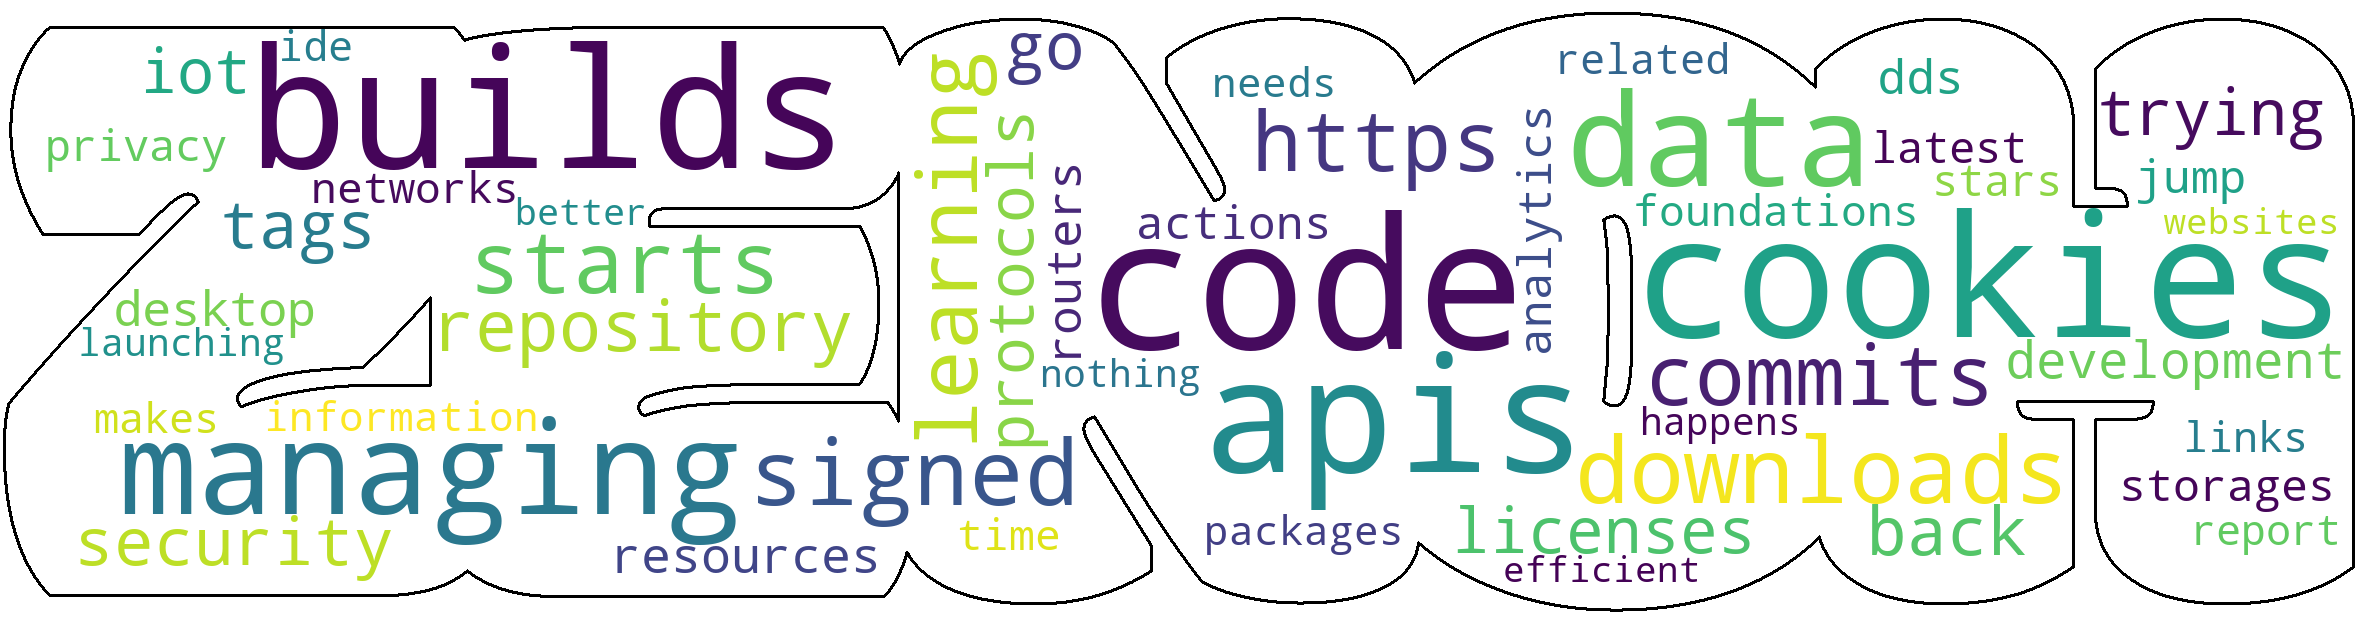 ide
iot
builds
privacy
networks
tags
better
starts
desktop
repository
launching
makes
information
managing
signed
security
resources
time
go
learning
protocols
routers
nothing
needs
https
actions
code
analytics
apis
packages
related
data
dds
latest
stars
foundations
cookies
commits
development
happens
downloads
licenses
back
efficient
trying
jump
websites
links
storages
report